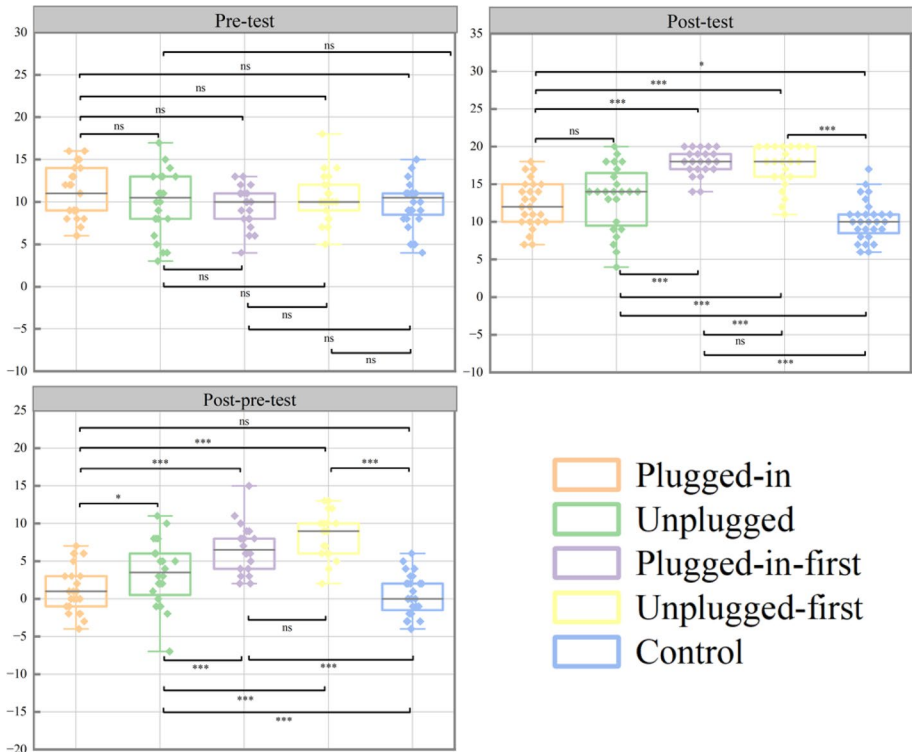 Pre-test
30
25
20
15
10
5
0
−5
−10
ns
ns
ns
ns
ns
ns
ns
ns
ns
ns
Post-test
35
30
25
20
15
10
5
0
−5
−10
*
***
***
***
ns
***
***
***
ns
***
Post-pre-test
25
20
15
10
5
0
−5
−10
−15
−20
ns
***
***
***
*
ns
***
***
***
***
Plugged-in
Unplugged
Plugged-in-first
Unplugged-first
Control